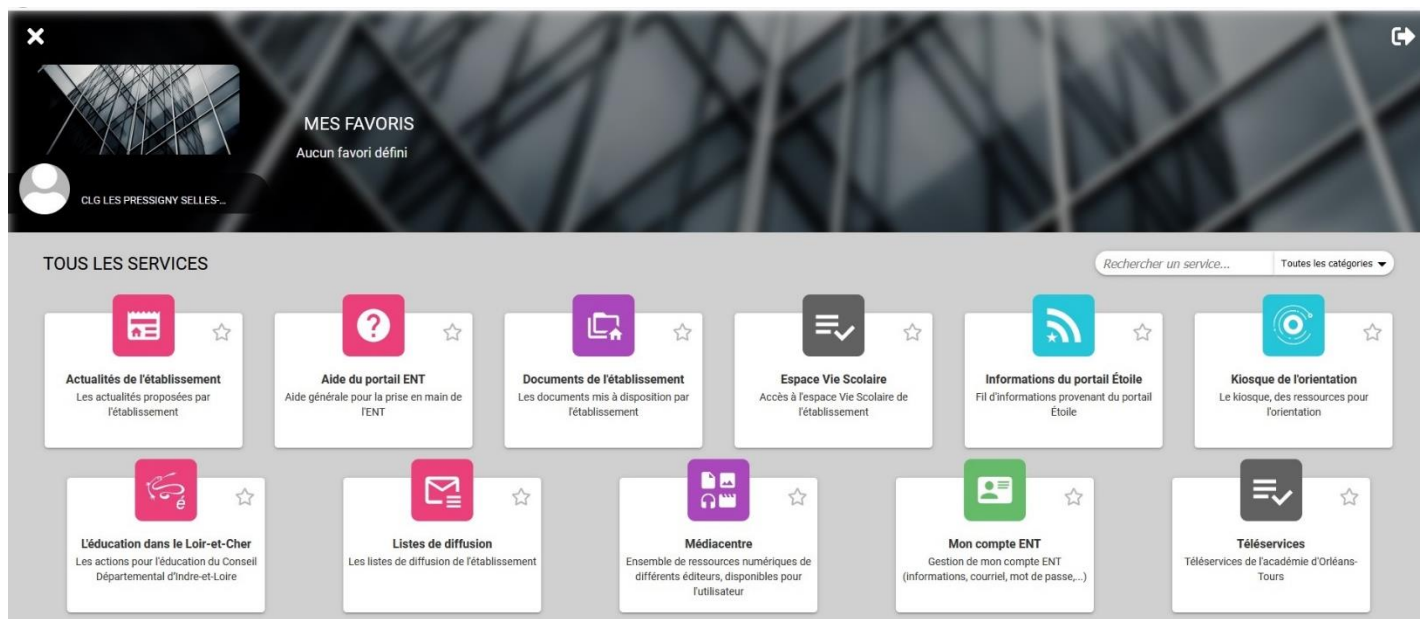 MES FAVORIS
Aucun favori défini
CLG LES PRESSIGNY SELLES-...
TOUS LES SERVICES
Rechercher un service...
Toutes les catégories
Actualités de l'établissement
Les actualités proposées par
l'établissement
Aide du portail ENT
Aide générale pour la prise en main de
l'ENT
Documents de l'établissement
Les documents mis à disposition par
l'établissement
Espace Vie Scolaire
Accès à l'espace Vie Scolaire de
l'établissement
Informations du portail Étoile
Fil d'informations provenant du portail
Étoile
Kiosque de l'orientation
Le kiosque, des ressources pour
l'orientation
é
L'éducation dans le Loir-et-Cher
Les actions pour l'éducation du Conseil
Départemental d'Indre-et-Loire
Listes de diffusion
Les listes de diffusion de l'établissement
Médiacentre
Ensemble de ressources numériques de
différents éditeurs, disponibles pour
l'utilisateur
Mon compte ENT
Gestion de mon compte ENT
(informations, courriel, mot de passe,...)
Téléservices
Téléservices de l'académie d'Orléans-
Tours